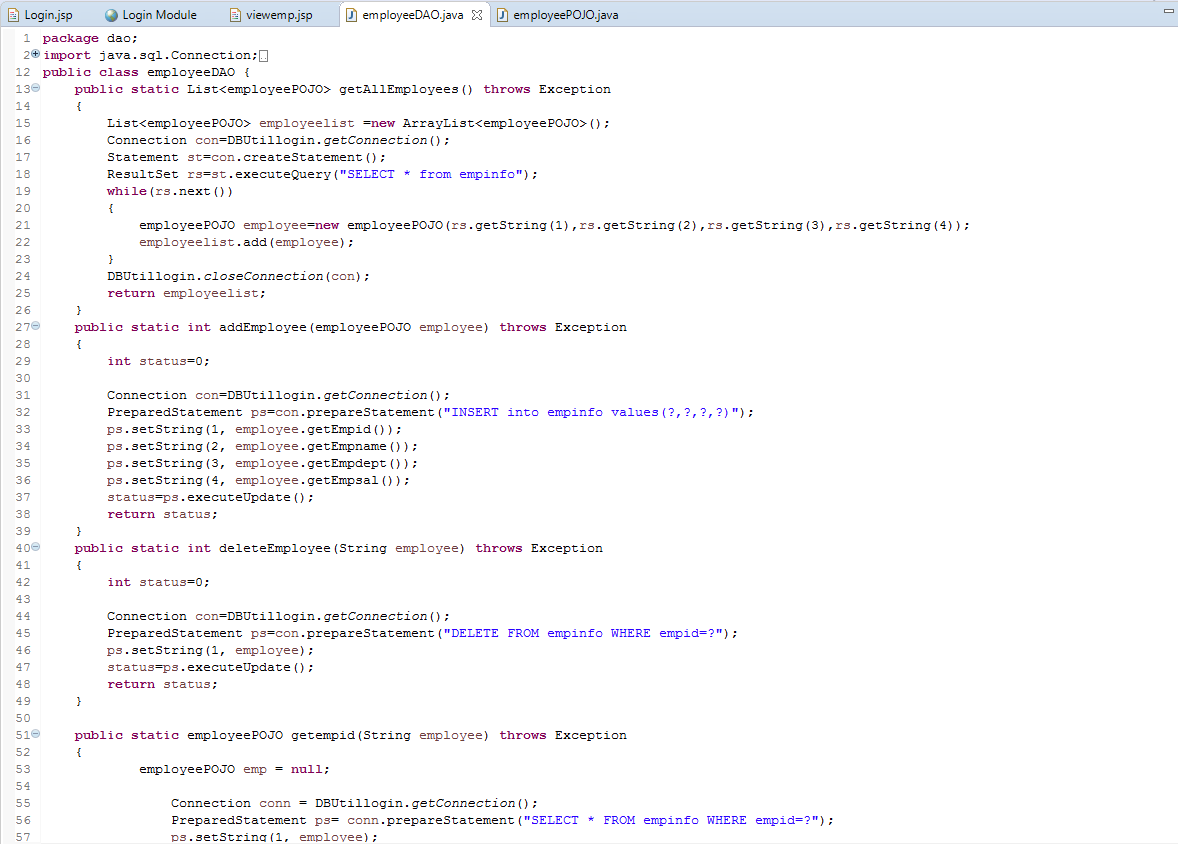 Login.jsp Login Module viewemp.jsp employeeDAO.java employeePOJO.java
1 package dao;
2 import java.sql.Connection;
12 public class employeeDAO {
13 public static List<employeePOJO> getAllEmployees() throws Exception
14 {
15 List<employeePOJO> employeelist =new ArrayList<employeePOJO>();
16 Connection con=DBUtillogin.getConnection();
17 Statement st=con.createStatement();
18 ResultSet rs=st.executeQuery("SELECT * from empinfo");
19 while(rs.next())
20 {
21 employeePOJO employee=new employeePOJO(rs.getString(1),rs.getString(2),rs.getString(3),rs.getString(4));
22 employeelist.add(employee);
23 }
24 DBUtillogin.closeConnection(con);
25 return employeelist;
26 }
27 public static int addEmployee(employeePOJO employee) throws Exception
28 {
29 int status=0;
30
31 Connection con=DBUtillogin.getConnection();
32 PreparedStatement ps=con.prepareStatement("INSERT into empinfo values(?,?,?,?)");
33 ps.setString(1, employee.getEmpid());
34 ps.setString(2, employee.getEmpname());
35 ps.setString(3, employee.getEmpdept());
36 ps.setString(4, employee.getEmpsal());
37 status=ps.executeUpdate();
38 return status;
39 }
40 public static int deleteEmployee(String employee) throws Exception
41 {
42 int status=0;
43
44 Connection con=DBUtillogin.getConnection();
45 PreparedStatement ps=con.prepareStatement("DELETE FROM empinfo WHERE empid=?");
46 ps.setString(1, employee);
47 status=ps.executeUpdate();
48 return status;
49 }
50
51 public static employeePOJO getempid(String employee) throws Exception
52 {
53 employeePOJO emp = null;
54
55 Connection conn = DBUtillogin.getConnection();
56 PreparedStatement ps= conn.prepareStatement("SELECT * FROM empinfo WHERE empid=?");
57 ps.setString(1, employee);